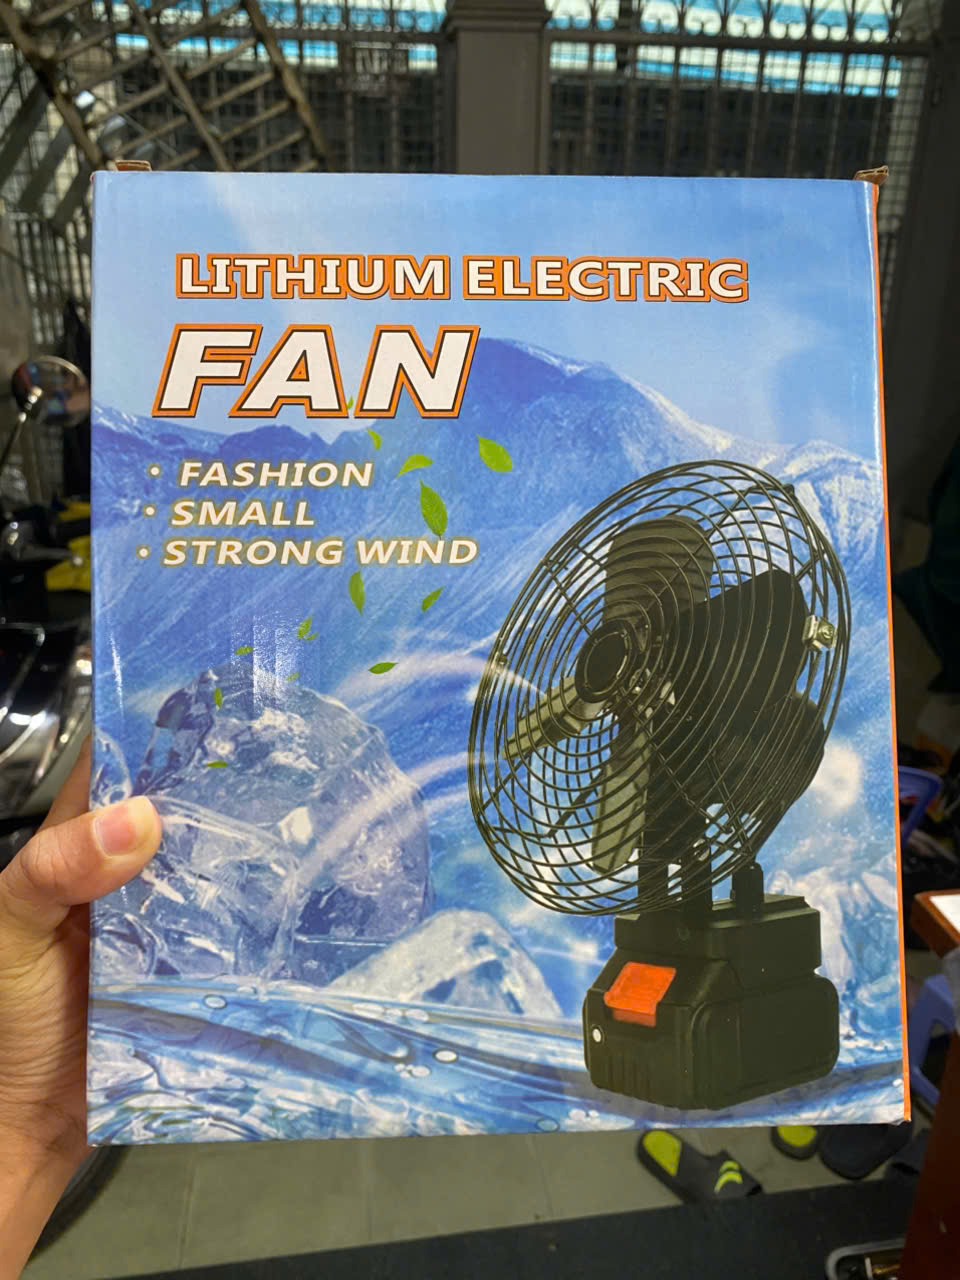 LITHIUM ELECTRIC
FAN
• FASHION
• SMALL
• STRONG WIND